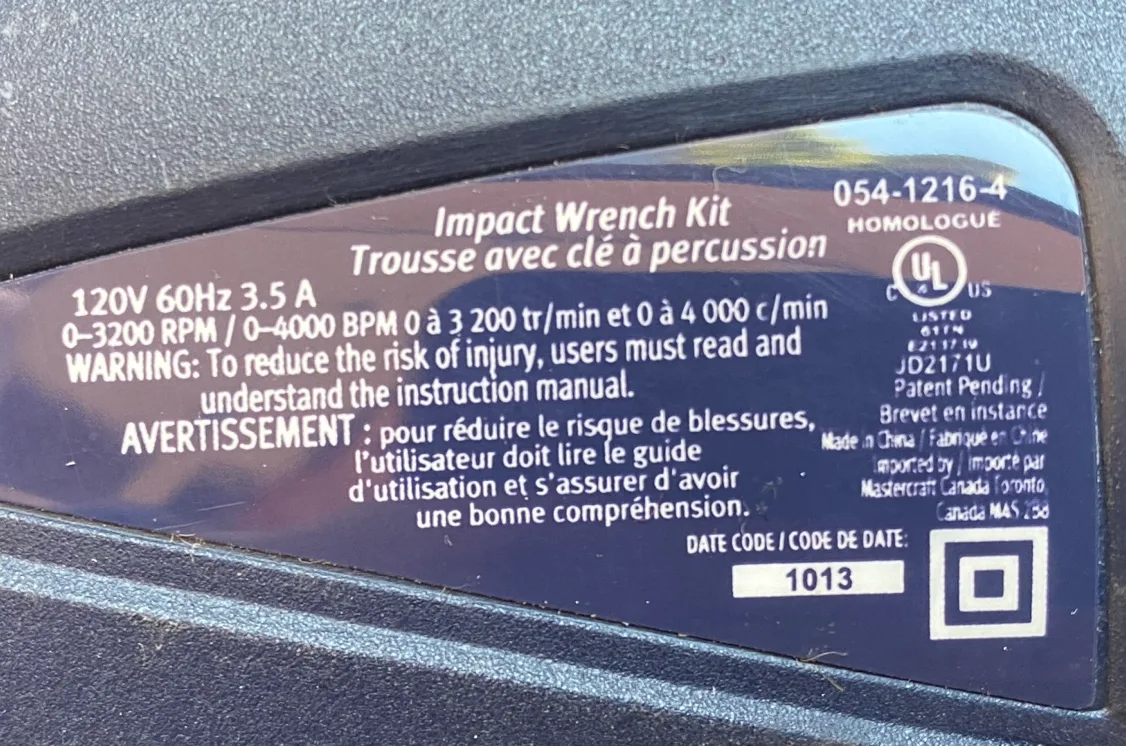 Impact Wrench Kit
Trousse avec clé à percussion
120V 60Hz 3.5 A
0–3200 RPM / 0–4000 BPM 0 à 3 200 tr/min et 0 à 4 000 c/min
WARNING: To reduce the risk of injury, users must read and
understand the instruction manual.
AVERTISSEMENT : pour réduire le risque de blessures,
l'utilisateur doit lire le guide
d'utilisation et s'assurer d'avoir
une bonne compréhension.
054-1216-4
HOMOLOGUÉ
C UL US
LISTED
JD2171U
Patent Pending /
Brevet en instance
Made in China / Fabriqué en Chine
Imported by / Importé par
Mastercraft Canada Toronto,
Canada
DATE CODE / CODE DE DATE:
1013